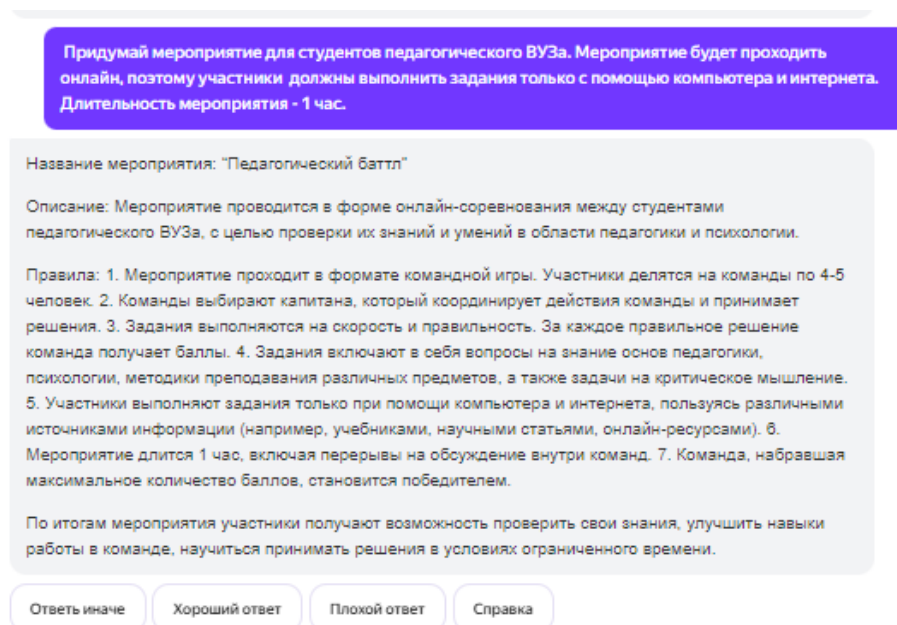 Придумай мероприятие для студентов педагогического ВУЗа. Мероприятие будет проходить
онлайн, поэтому участники должны выполнить задания только с помощью компьютера и интернета.
Длительность мероприятия - 1 час.
Название мероприятия: "Педагогический баттл"
Описание: Мероприятие проводится в форме онлайн-соревнования между студентами
педагогического ВУЗа, с целью проверки их знаний и умений в области педагогики и психологии.
Правила: 1. Мероприятие проходит в формате командной игры. Участники делятся на команды по 4-5
человек. 2. Команды выбирают капитана, который координирует действия команды и принимает
решения. 3. Задания выполняются на скорость и правильность. За каждое правильное решение
команда получает баллы. 4. Задания включают в себя вопросы на знание основ педагогики,
психологии, методики преподавания различных предметов, а также задачи на критическое мышление.
5. Участники выполняют задания только при помощи компьютера и интернета, пользуясь различными
источниками информации (например, учебниками, научными статьями, онлайн-ресурсами). 6.
Мероприятие длится 1 час, включая перерывы на обсуждение внутри команд. 7. Команда, набравшая
максимальное количество баллов, становится победителем.
По итогам мероприятия участники получают возможность проверить свои знания, улучшить навыки
работы в команде, научиться принимать решения в условиях ограниченного времени.
Ответь иначе
Хороший ответ
Плохой ответ
Справка